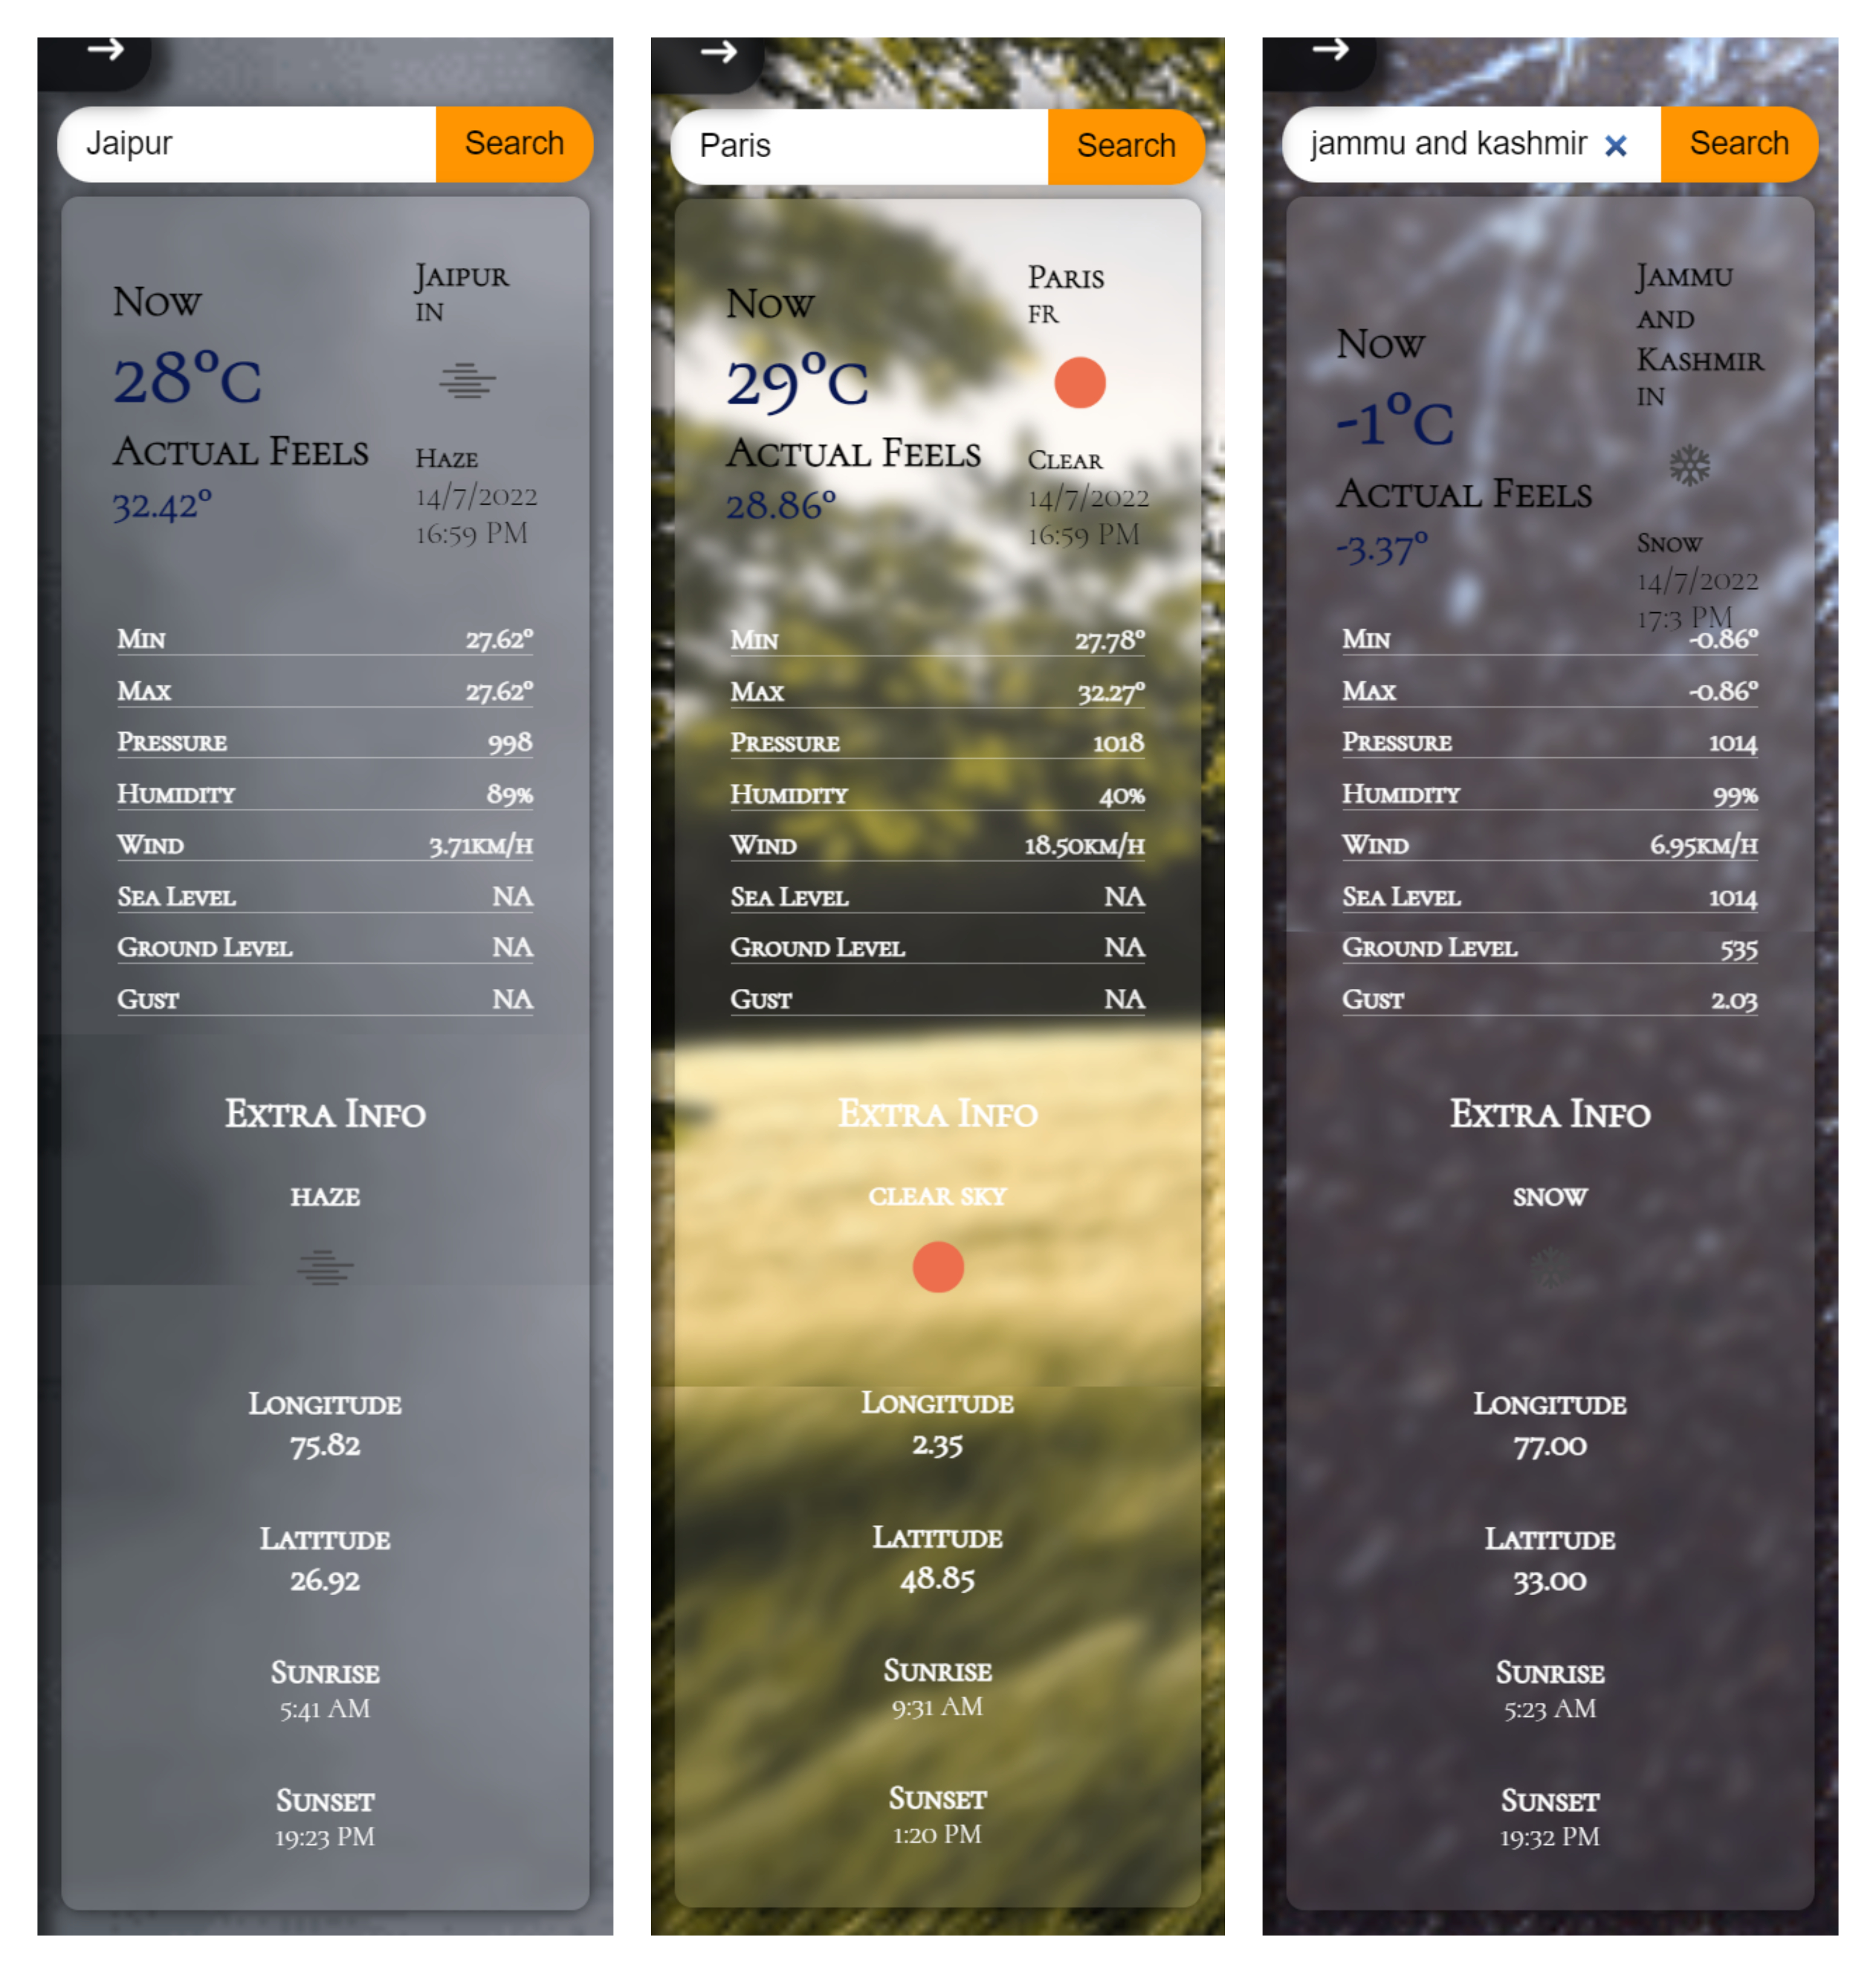 →
Jaipur
Search
Now
28°C
Actual Feels
32.42°
Jaipur
IN
Haze
14/7/2022
16:59 PM
Min 27.62°
Max 27.62°
Pressure 998
Humidity 89%
Wind 3.71km/h
Sea Level NA
Ground Level NA
Gust NA
Extra Info
haze
Longitude
75.82
Latitude
26.92
Sunrise
5:41 AM
Sunset
19:23 PM
→
Paris
Search
Now
29°C
Actual Feels
28.86°
Paris
FR
Clear
14/7/2022
16:59 PM
Min 27.78°
Max 32.27°
Pressure 1018
Humidity 40%
Wind 18.50km/h
Sea Level NA
Ground Level NA
Gust NA
Extra Info
clear sky
Longitude
2.35
Latitude
48.85
Sunrise
9:31 AM
Sunset
1:20 PM
→
jammu and kashmir ×
Search
Now
-1°C
Actual Feels
-3.37°
Jammu
and
Kashmir
IN
Snow
14/7/2022
17:3 PM
Min -0.86°
Max -0.86°
Pressure 1014
Humidity 99%
Wind 6.95km/h
Sea Level 1014
Ground Level 535
Gust 2.03
Extra Info
snow
Longitude
77.00
Latitude
33.00
Sunrise
5:23 AM
Sunset
19:32 PM